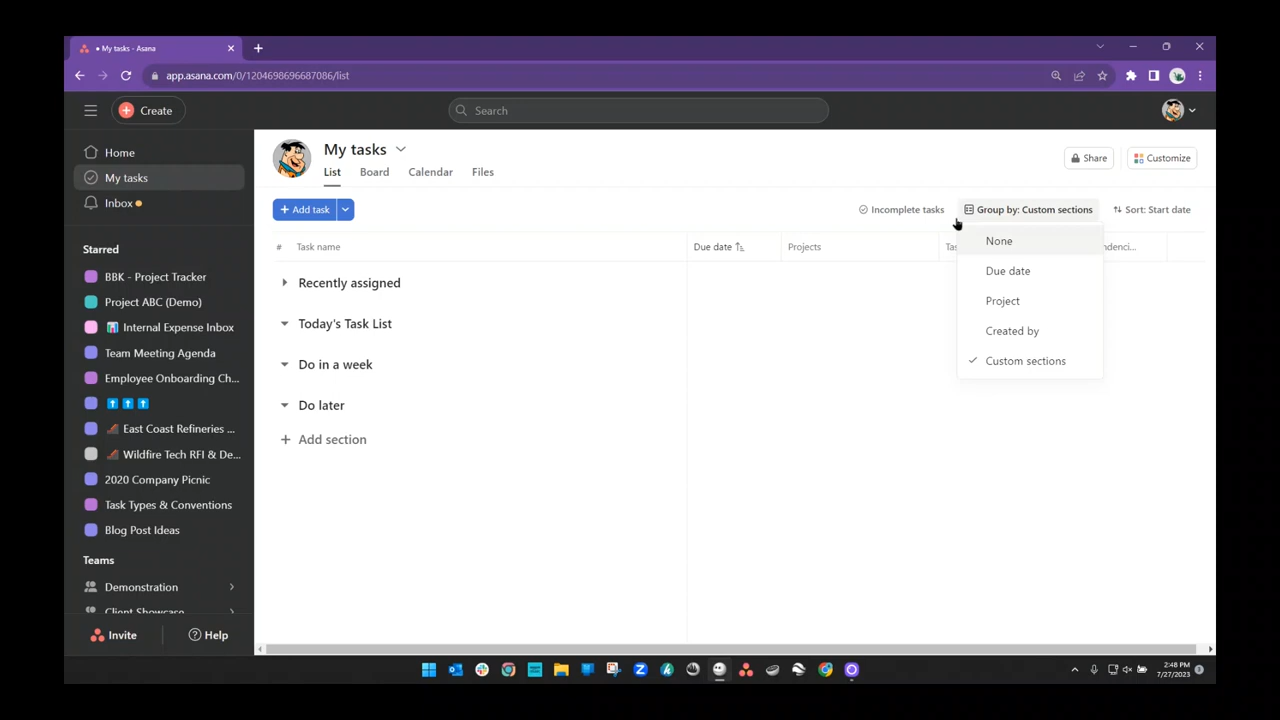 • My tasks - Asana
app.asana.com/0/1204698696687086/list
Create
Search
Home
My tasks
Inbox
Starred
BBK - Project Tracker
Project ABC (Demo)
Internal Expense Inbox
Team Meeting Agenda
Employee Onboarding Ch...
East Coast Refineries ...
Wildfire Tech RFI & De...
2020 Company Picnic
Task Types & Conventions
Blog Post Ideas
Teams
Demonstration
Client Showcase
Invite
Help
My tasks
List Board Calendar Files
Share
Customize
+ Add task
Incomplete tasks
Group by: Custom sections
Sort: Start date
# Task name Due date Projects
None
Due date
Project
Created by
Custom sections
Recently assigned
Today's Task List
Do in a week
Do later
+ Add section
2:48 PM
7/27/2023